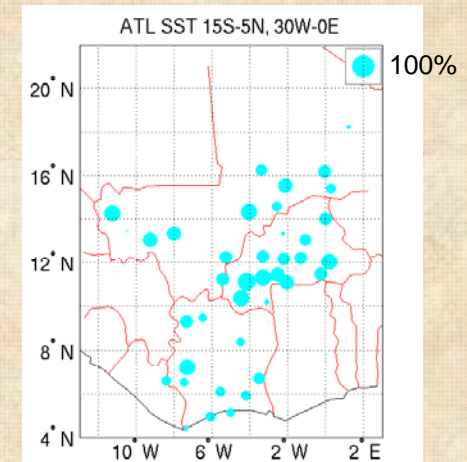 ATL SST 15S-5N, 30W-0E
100%
20° N
16° N
12° N
8° N
4° N
10° W 6° W 2° W 2° E